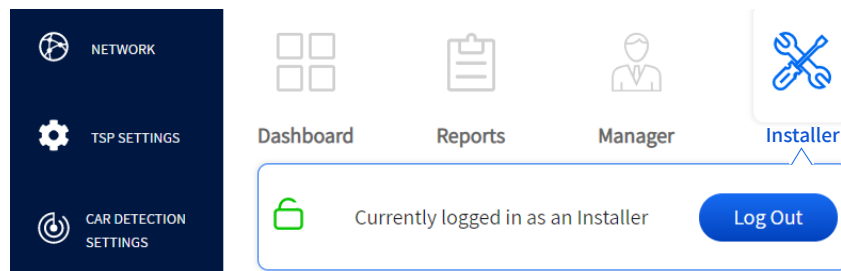 NETWORK
TSP SETTINGS
CAR DETECTION
SETTINGS
Dashboard
Reports
Manager
Installer
Currently logged in as an Installer
Log Out